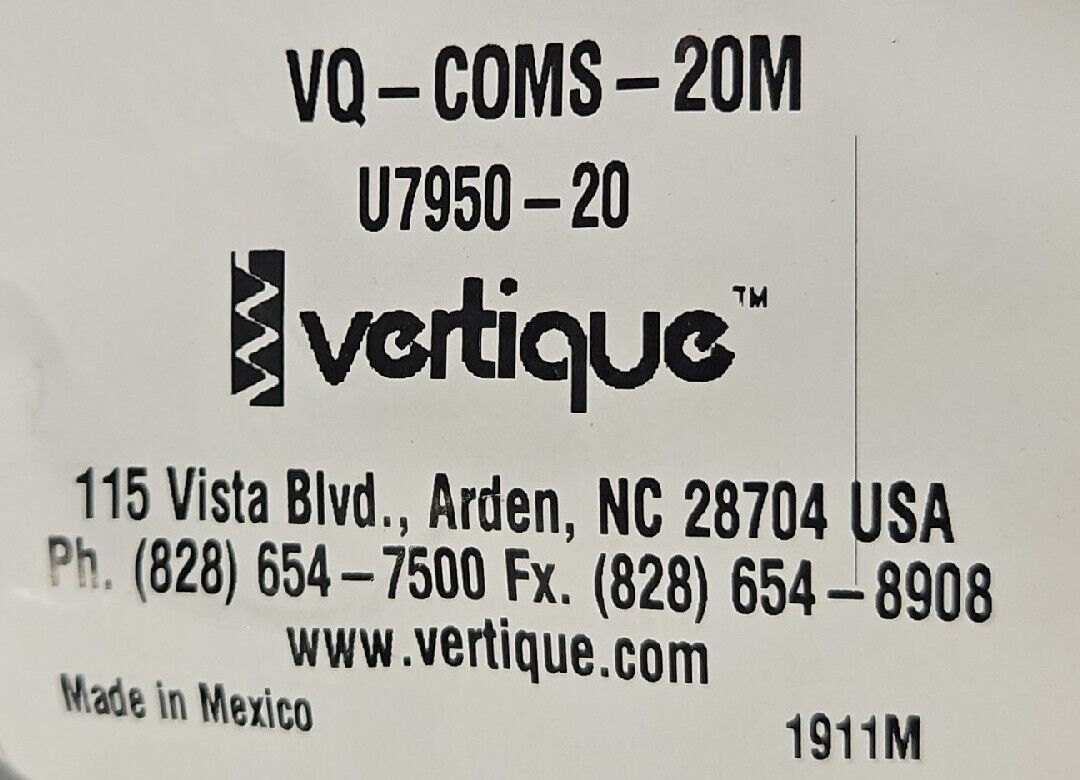 VQ-COMS-20M
U7950-20
vertique™
115 Vista Blvd., Arden, NC 28704 USA
Ph. (828) 654-7500 Fx. (828) 654-8908
www.vertique.com
Made in Mexico
1911M